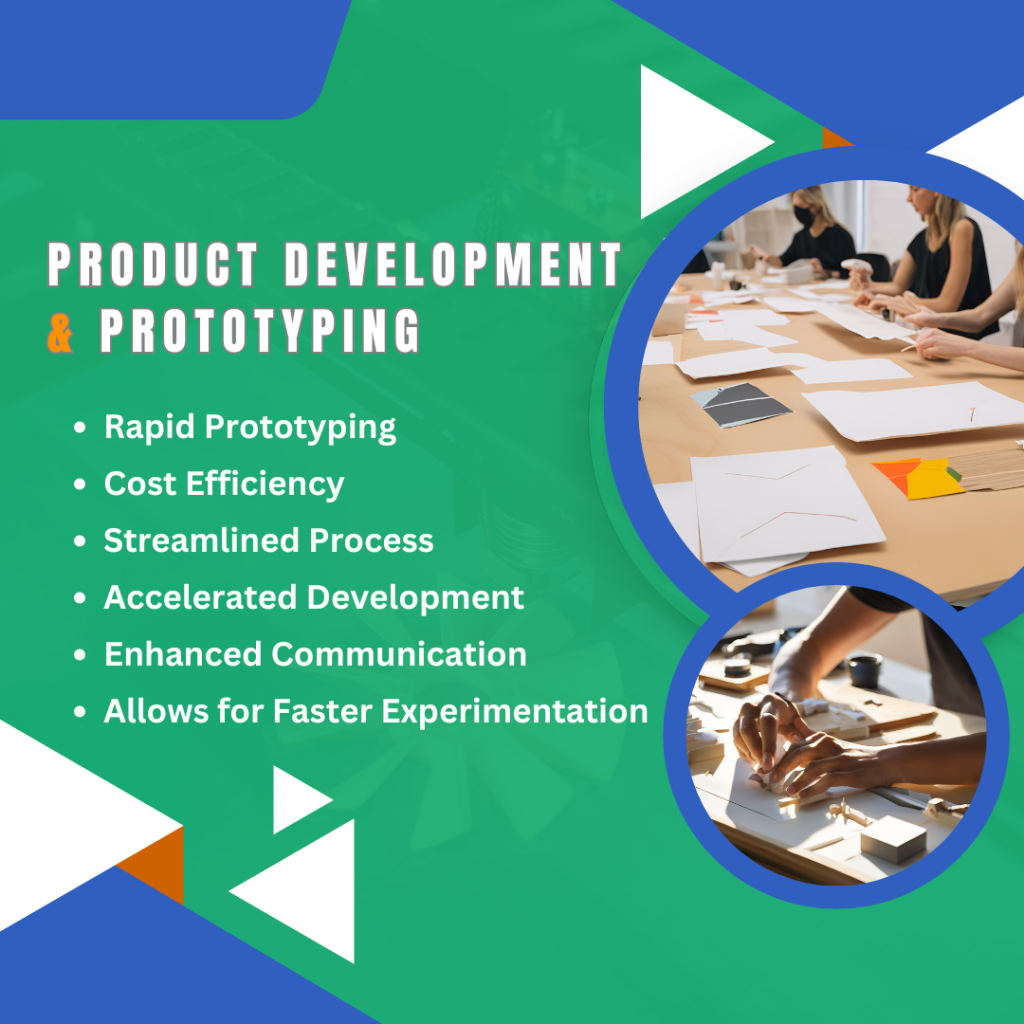 PRODUCT DEVELOPMENT
& PROTOTYPING
• Rapid Prototyping
• Cost Efficiency
• Streamlined Process
• Accelerated Development
• Enhanced Communication
• Allows for Faster Experimentation